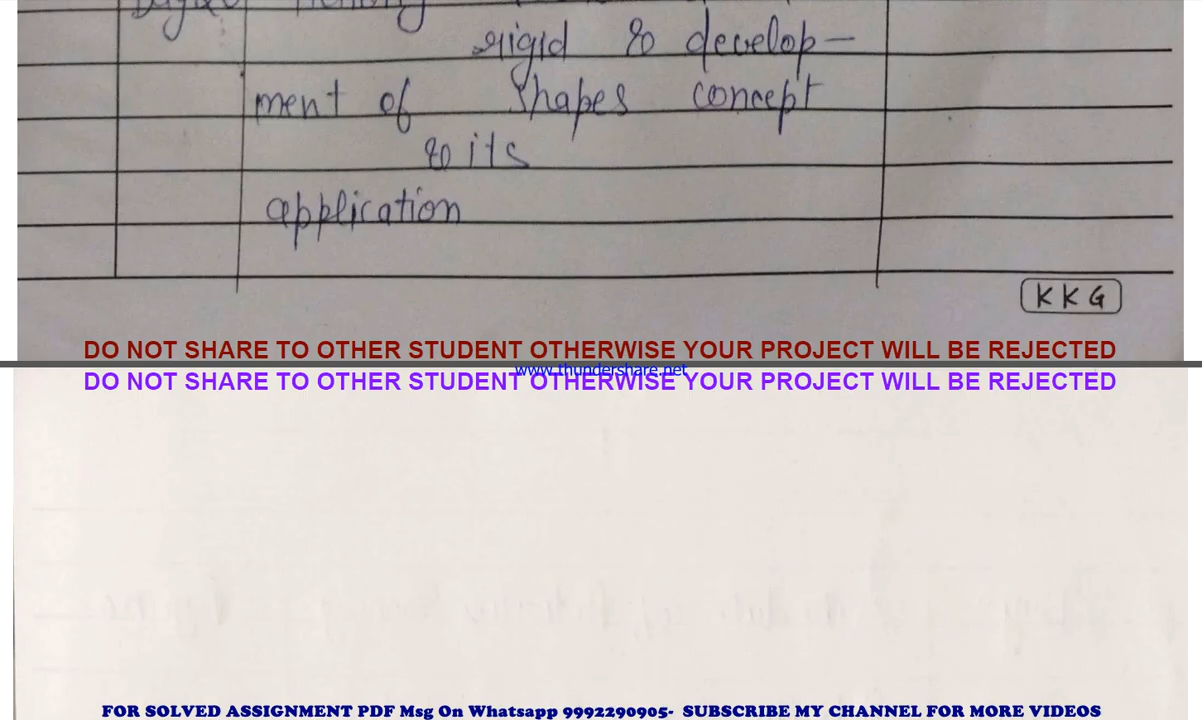 rigid & develop-
ment of shapes concept
& its
application
KKG
DO NOT SHARE TO OTHER STUDENT OTHERWISE YOUR PROJECT WILL BE REJECTED
www.thundershare.net
DO NOT SHARE TO OTHER STUDENT OTHERWISE YOUR PROJECT WILL BE REJECTED
FOR SOLVED ASSIGNMENT PDF Msg On Whatsapp 9992290905- SUBSCRIBE MY CHANNEL FOR MORE VIDEOS